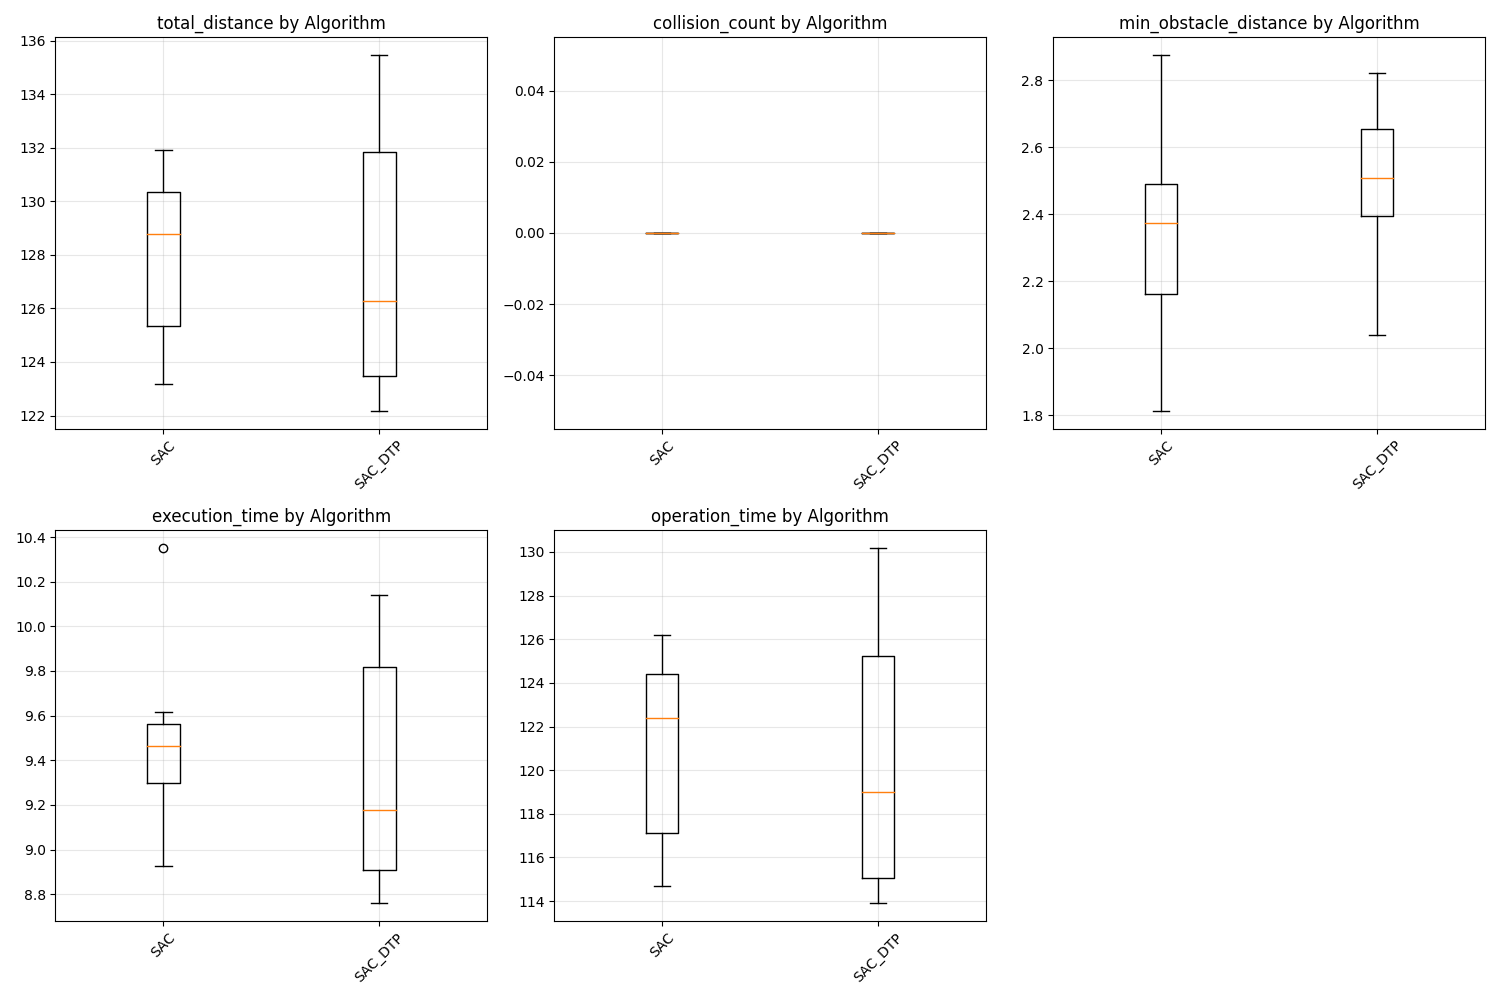 total_distance by Algorithm
136
134
132
130
128
126
124
122
SAC
SAC_DTP
collision_count by Algorithm
0.04
0.02
0.00
−0.02
−0.04
SAC
SAC_DTP
min_obstacle_distance by Algorithm
2.8
2.6
2.4
2.2
2.0
1.8
SAC
SAC_DTP
execution_time by Algorithm
10.4
10.2
10.0
9.8
9.6
9.4
9.2
9.0
8.8
SAC
SAC_DTP
operation_time by Algorithm
130
128
126
124
122
120
118
116
114
SAC
SAC_DTP